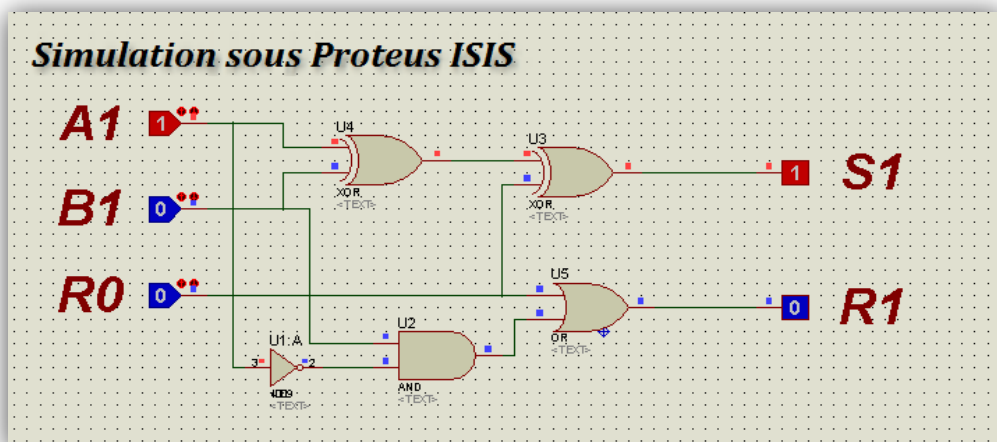 Simulation sous Proteus ISIS
A1
1
U4
XOR
<TEXT>
U3
XOR
<TEXT>
1
S1
B1
0
R0
0
U5
OR
<TEXT>
0
R1
U1:A
3
2
<TEXT>
U2
AND
<TEXT>